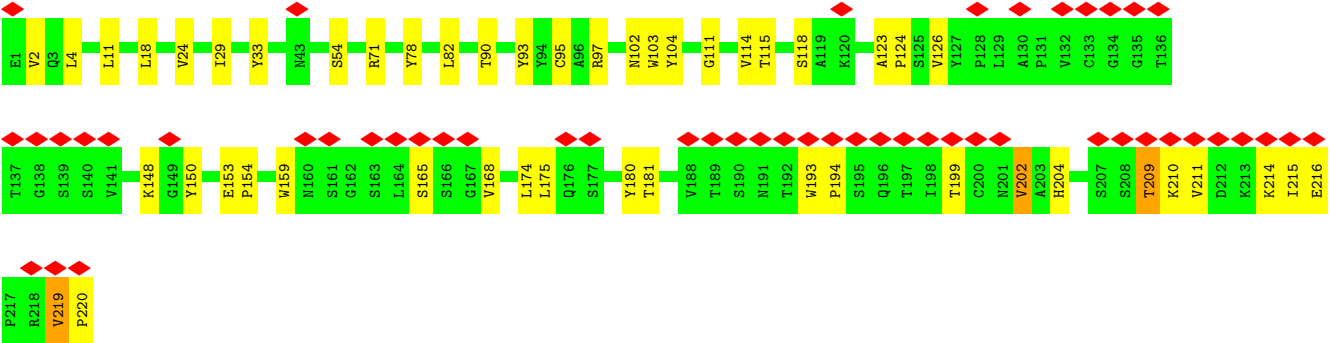 E1 V2 Q3 L4 L11 L18 V24 I29 Y33 N43 S54 R71 Y78 L82 T90 Y93 Y94 C95 A96 R97 N102 W103 Y104 G111 V114 T115 S118 A119 K120 A123 P124 S125 V126 Y127 P128 L129 A130 P131 V132 C133 G134 G135 T136
T137 G138 S139 S140 V141 K148 G149 Y150 E153 P154 W159 N160 S161 G162 S163 L164 S165 S166 G167 V168 L174 L175 Q176 S177 Y180 T181 V188 T189 S190 N191 T192 W193 P194 S195 Q196 T197 I198 T199 C200 N201 V202 A203 H204 S207 S208 T209 K210 V211 D212 K213 K214 I215 E216
P217 R218 V219 P220